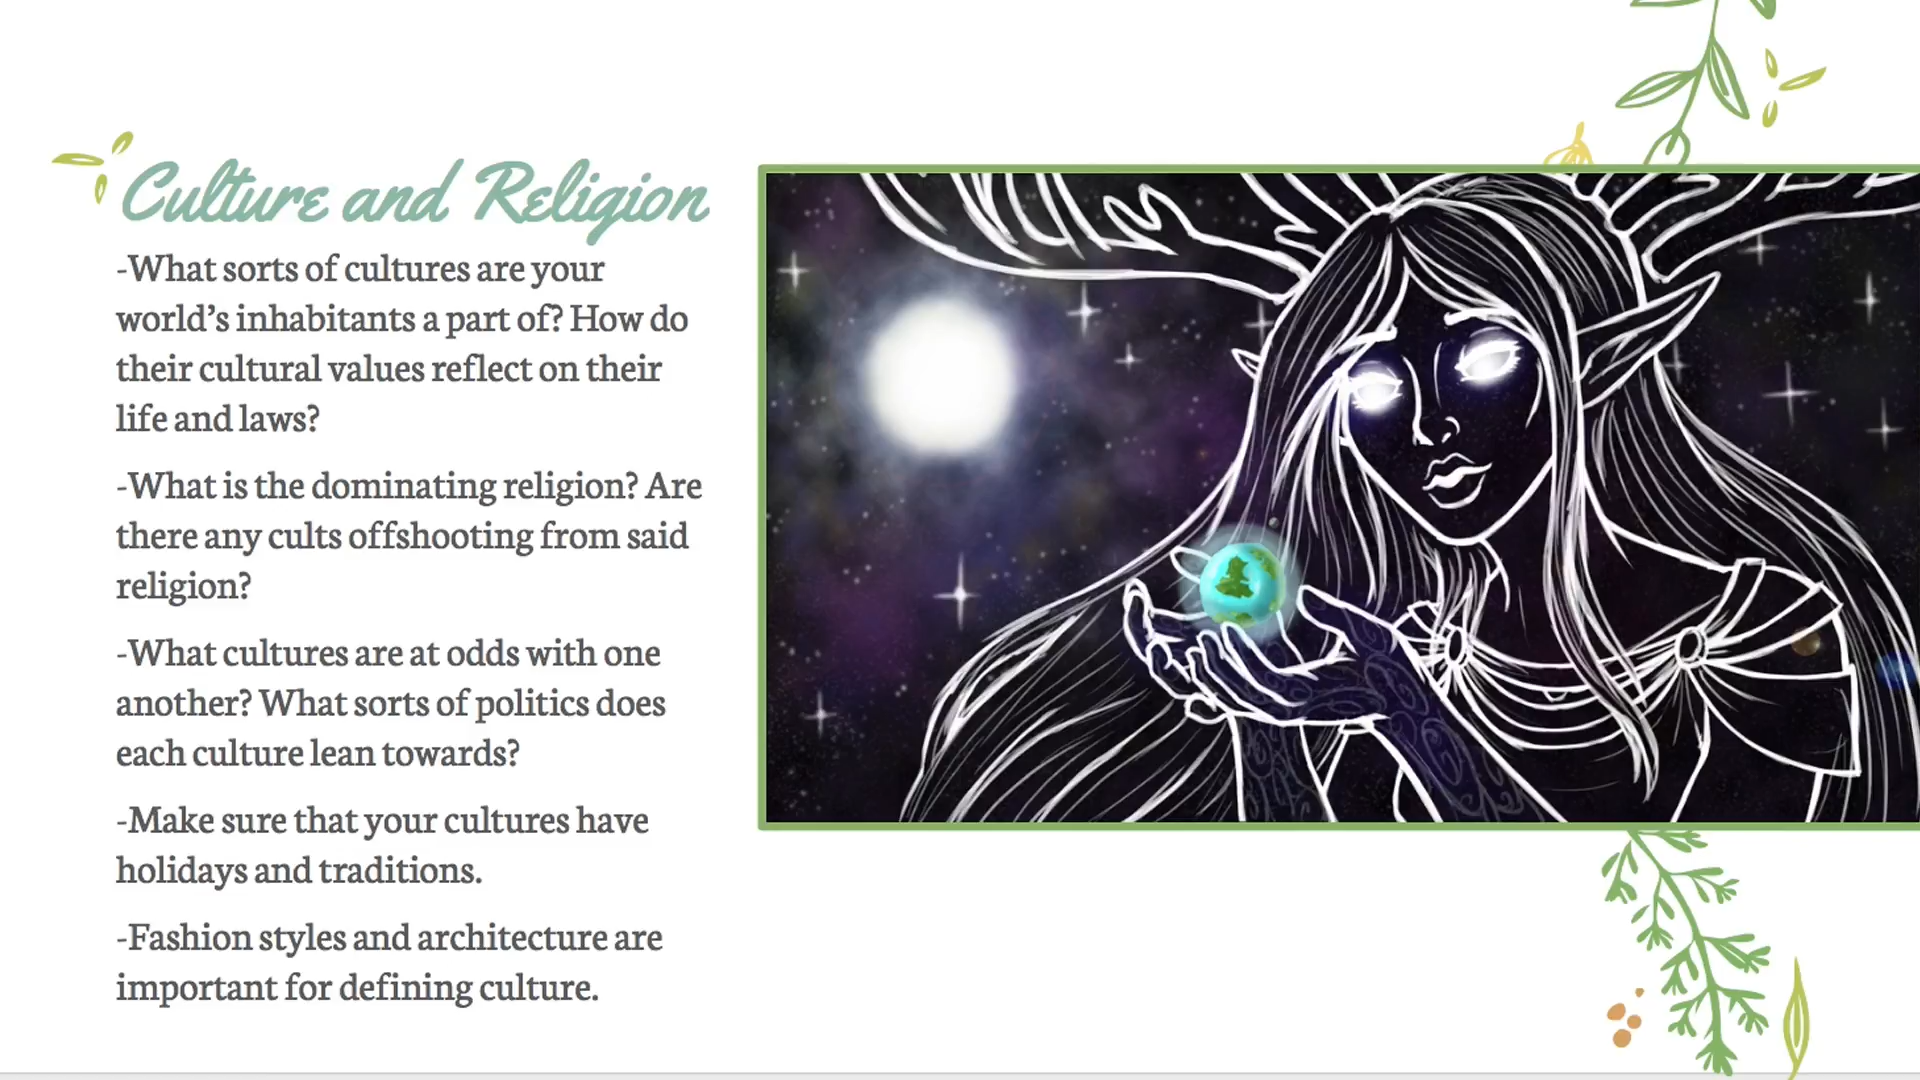 Culture and Religion
-What sorts of cultures are your
world’s inhabitants a part of? How do
their cultural values reflect on their
life and laws?
-What is the dominating religion? Are
there any cults offshooting from said
religion?
-What cultures are at odds with one
another? What sorts of politics does
each culture lean towards?
-Make sure that your cultures have
holidays and traditions.
-Fashion styles and architecture are
important for defining culture.